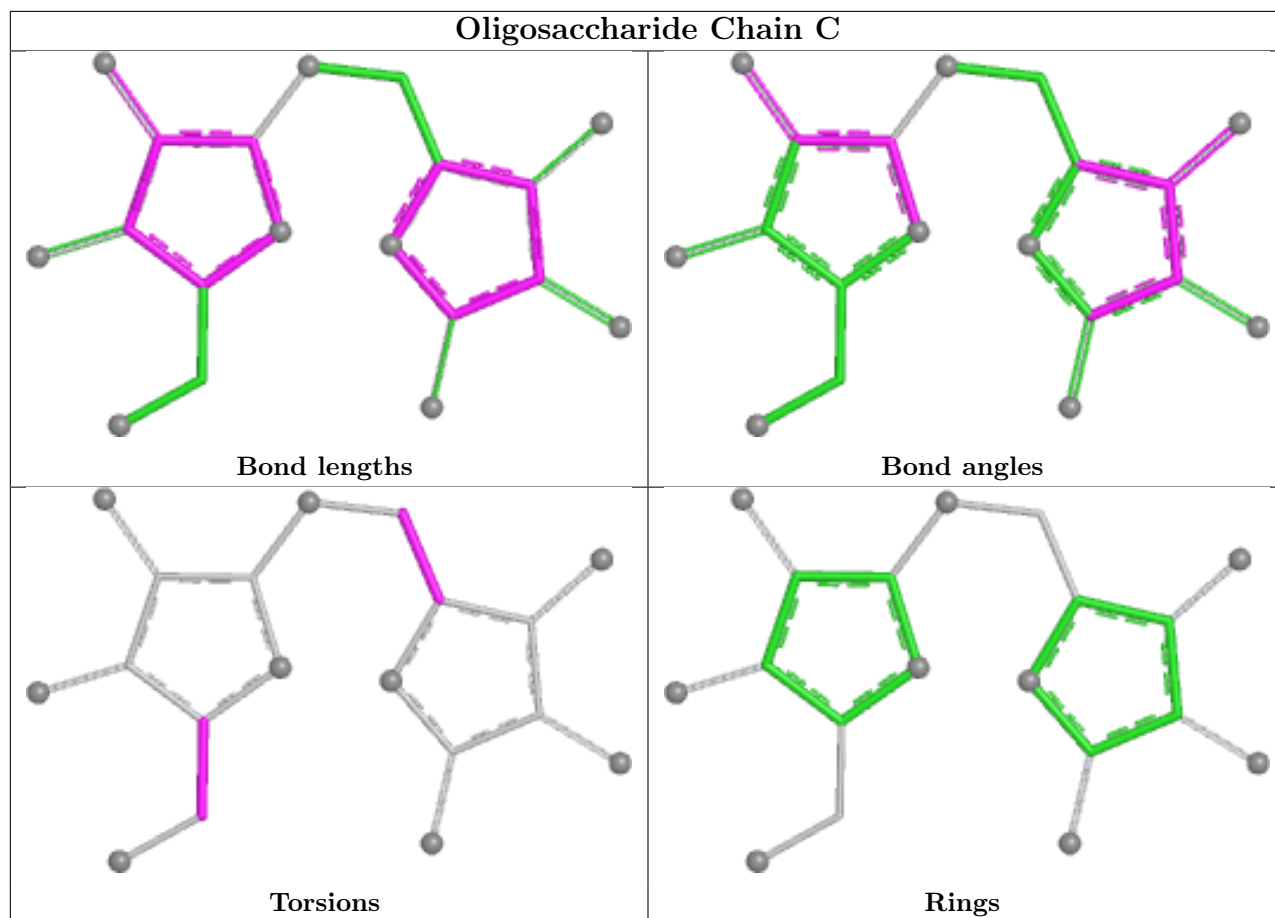 Oligosaccharide Chain C
Bond lengths
Bond angles
Torsions
Rings